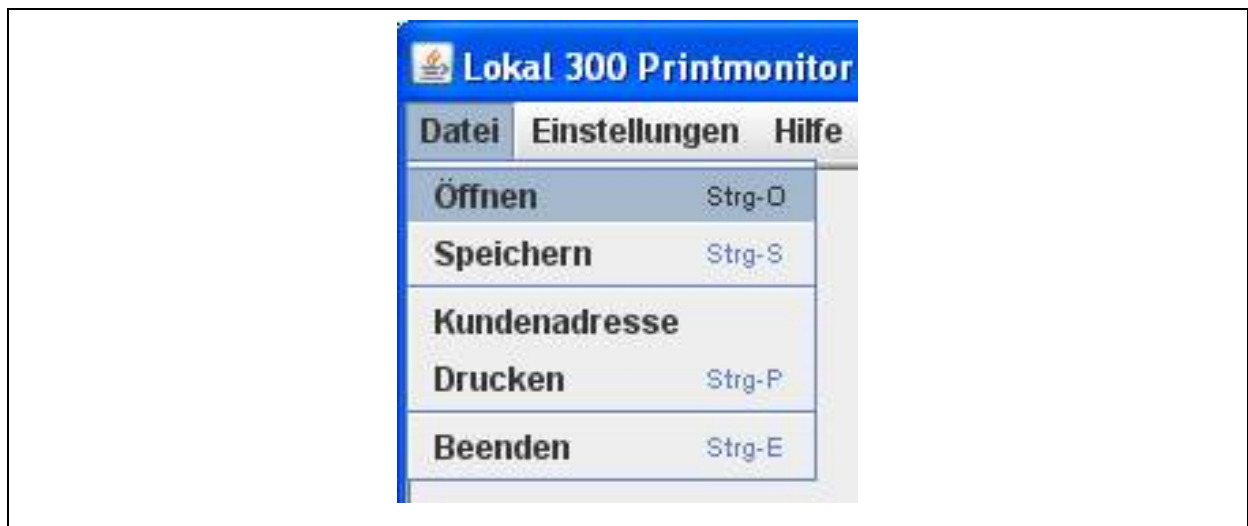 Lokal 300 Printmonitor
Datei Einstellungen Hilfe
Öffnen Strg-O
Speichern Strg-S
Kundenadresse
Drucken Strg-P
Beenden Strg-E